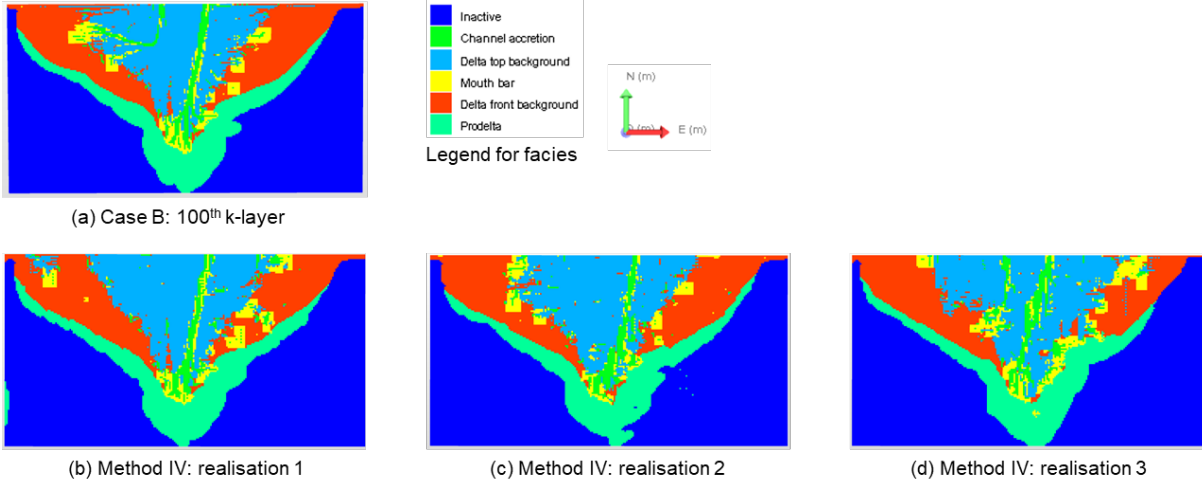 Inactive
Channel accretion
Delta top background
Mouth bar
Delta front background
Prodelta
N (m)
E (m)
Legend for facies
(a) Case B: 100th k-layer
(b) Method IV: realisation 1
(c) Method IV: realisation 2
(d) Method IV: realisation 3